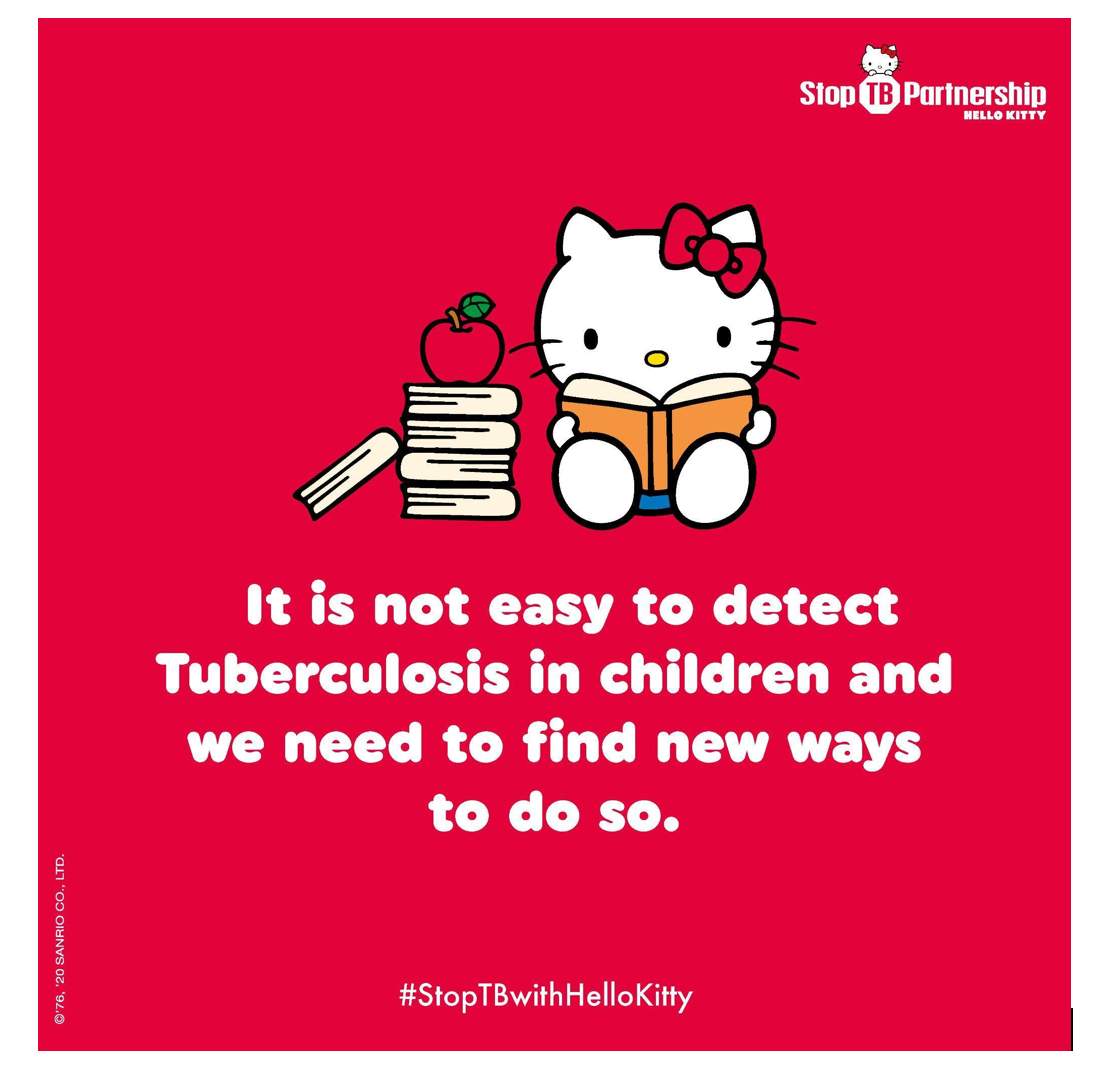 Stop TB Partnership
HELLO KITTY
It is not easy to detect
Tuberculosis in children and
we need to find new ways
to do so.
©'76, '20 SANRIO CO., LTD.
#StopTBwithHelloKitty